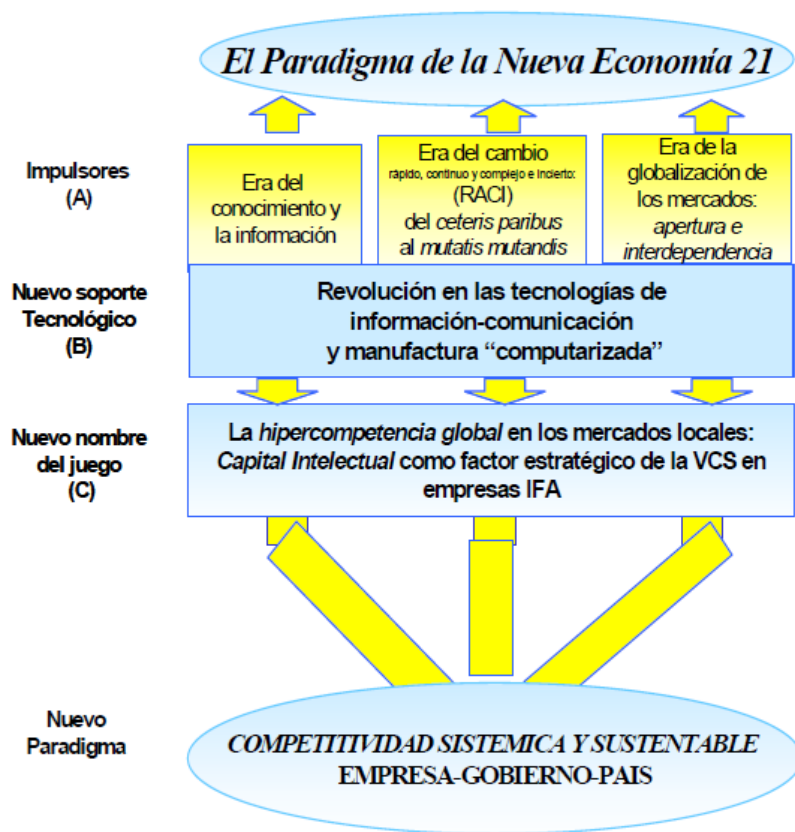 El Paradigma de la Nueva Economía 21
Impulsores
(A)
Era del
conocimiento y
la información
Era del cambio
rápido, continuo y complejo e incierto:
(RACI)
del ceteris paribus
al mutatis mutandis
Era de la
globalización de
los mercados:
apertura e
interdependencia
Nuevo soporte
Tecnológico
(B)
Revolución en las tecnologías de
información-comunicación
y manufactura “computarizada”
Nuevo nombre
del juego
(C)
La hipercompetencia global en los mercados locales:
Capital Intelectual como factor estratégico de la VCS en
empresas IFA
Nuevo
Paradigma
COMPETITIVIDAD SISTEMICA Y SUSTENTABLE
EMPRESA-GOBIERNO-PAIS